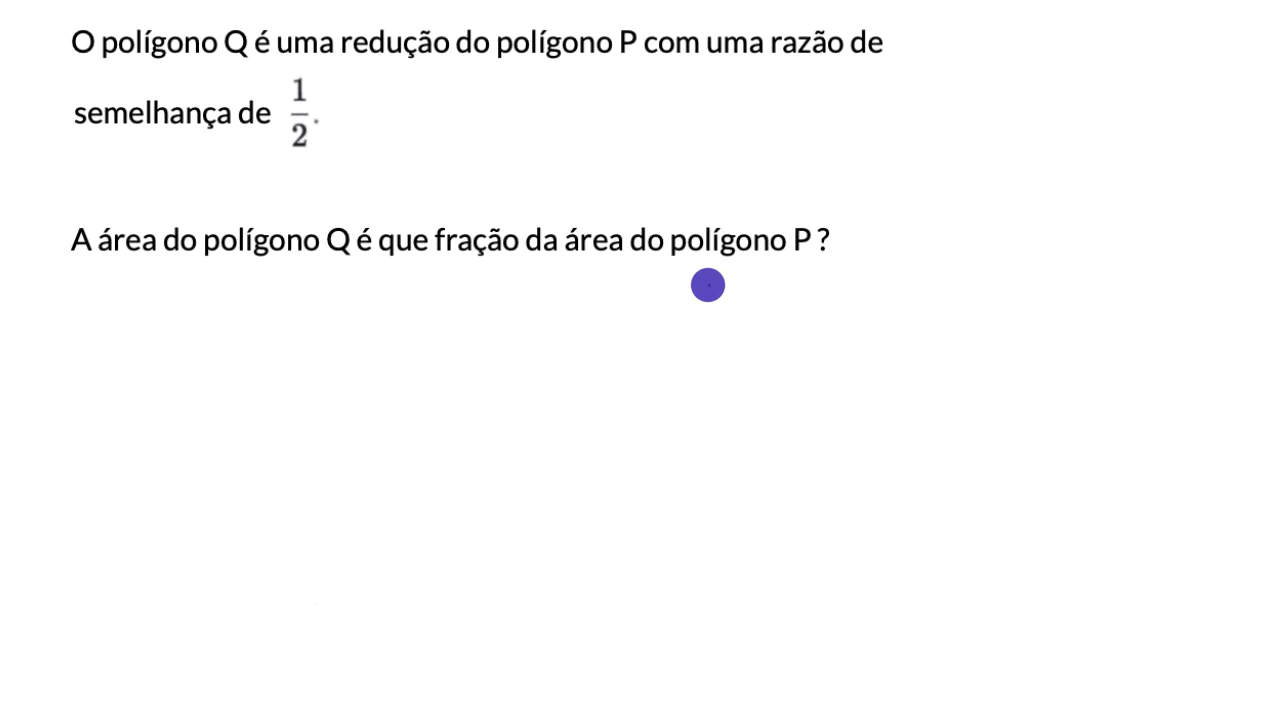 O polígono Q é uma redução do polígono P com uma razão de
semelhança de 1/2.
A área do polígono Q é que fração da área do polígono P ?